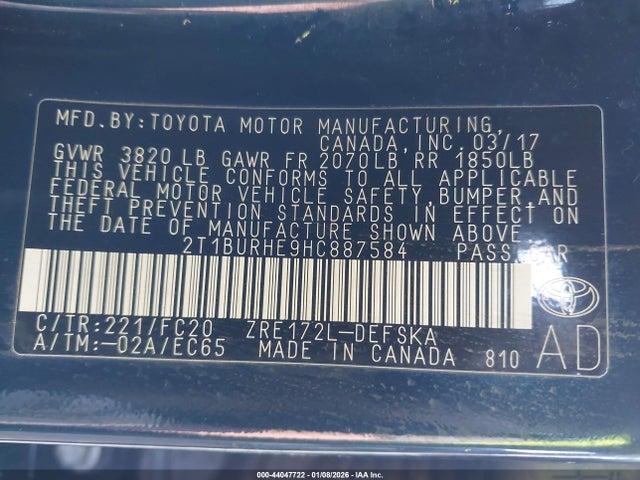 MFD.BY:TOYOTA MOTOR MANUFACTURING,
CANADA, INC. 03/17
GVWR 3820 LB GAWR FR 2070LB RR 1850LB
THIS VEHICLE CONFORMS TO ALL APPLICABLE
FEDERAL MOTOR VEHICLE SAFETY, BUMPER, AND
THEFT PREVENTION STANDARDS IN EFFECT ON
THE DATE OF MANUFACTURE SHOWN ABOVE.
2T1BURHE9HC887584 PASS.CAR
C/TR:221/FC20 ZRE172L-DEFSKA
A/TM:-02A/EC65 MADE IN CANADA 810 AD
000-44047722 | 01/08/2026 | IAA Inc.